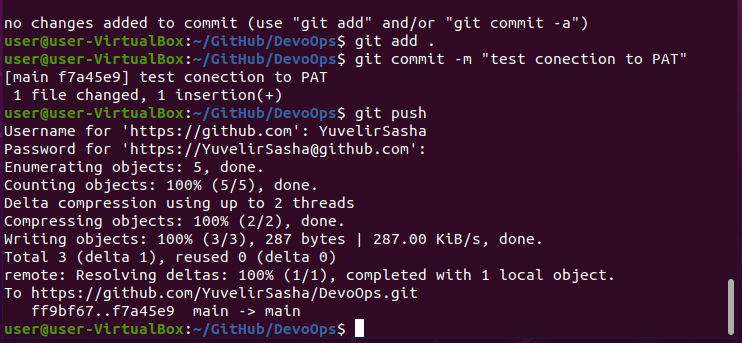 no changes added to commit (use "git add" and/or "git commit -a")
user@user-VirtualBox:~/GitHub/DevoOps$ git add .
user@user-VirtualBox:~/GitHub/DevoOps$ git commit -m "test conection to PAT"
[main f7a45e9] test conection to PAT
 1 file changed, 1 insertion(+)
user@user-VirtualBox:~/GitHub/DevoOps$ git push
Username for 'https://github.com': YuvelirSasha
Password for 'https://YuvelirSasha@github.com':
Enumerating objects: 5, done.
Counting objects: 100% (5/5), done.
Delta compression using up to 2 threads
Compressing objects: 100% (2/2), done.
Writing objects: 100% (3/3), 287 bytes | 287.00 KiB/s, done.
Total 3 (delta 1), reused 0 (delta 0)
remote: Resolving deltas: 100% (1/1), completed with 1 local object.
To https://github.com/YuvelirSasha/DevoOps.git
   ff9bf67..f7a45e9  main -> main
user@user-VirtualBox:~/GitHub/DevoOps$